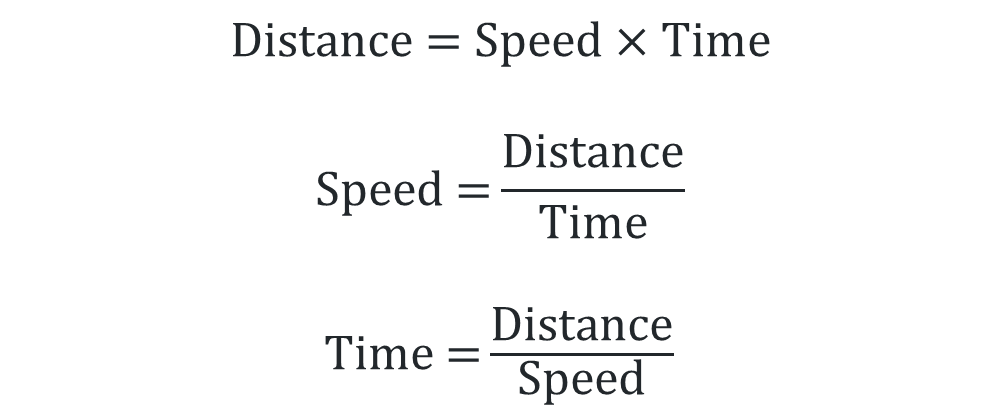 Distance = Speed × Time
Speed = Distance / Time
Time = Distance / Speed